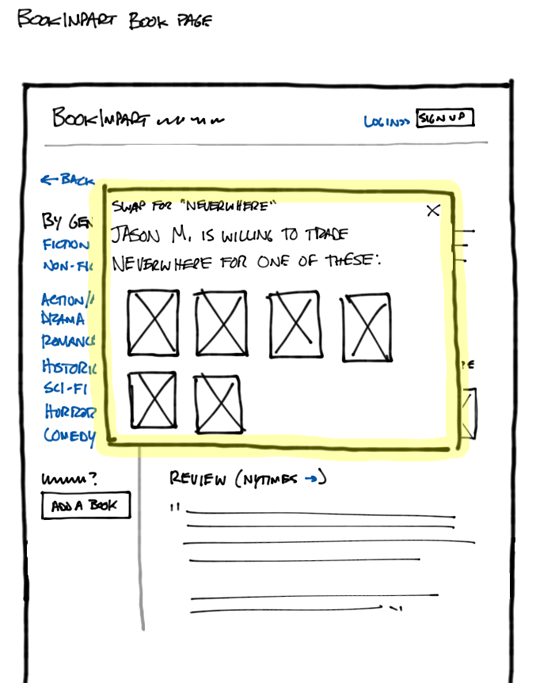 BOOKINPART BOOK PAGE
BOOKINPART
LOGIN>> SIGN UP
← BACK
SWAP FOR "NEVERWHERE" X
JASON M. IS WILLING TO TRADE
NEVERWHERE FOR ONE OF THESE:
BY GEN
FICTION
NON-FIC
ACTION/
DRAMA
ROMANCE
HISTORIC
SCI-FI
HORROR
COMEDY
?
ADD A BOOK
REVIEW (NYTIMES →)
"
"